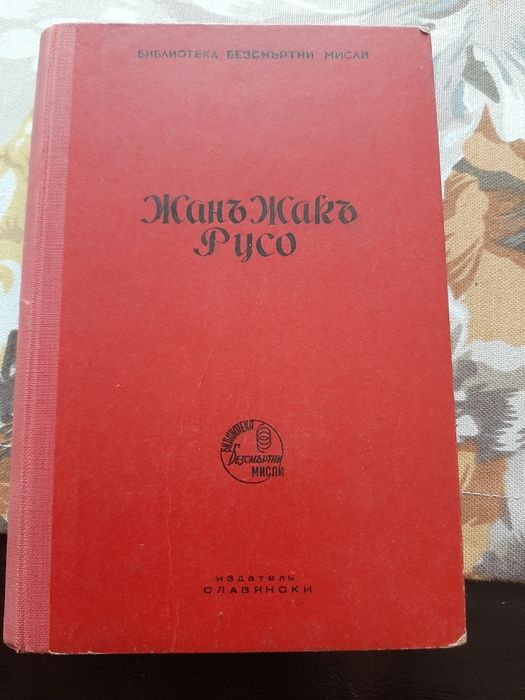 БИБЛИОТЕКА БЕЗСМЪРТНИ МИСЛИ
Жанъ Жакъ
Русо
БИБЛИОТЕКА
БЕЗСМЪРТНИ
МИСЛИ
издатель
СЛАВЯНСКИ